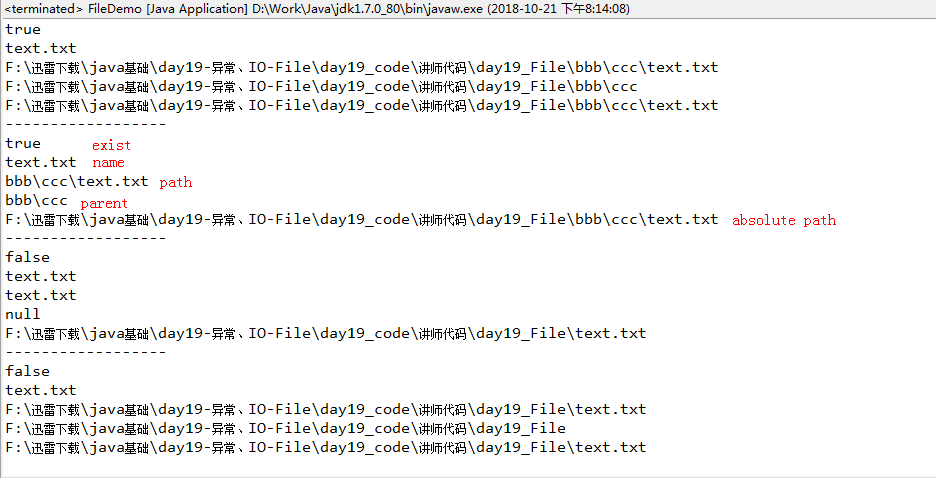 <terminated> FileDemo [Java Application] D:\Work\Java\jdk1.7.0_80\bin\javaw.exe (2018-10-21 下午8:14:08)
true
text.txt
F:\迅雷下载\java基础\day19-异常、IO-File\day19_code\讲师代码\day19_File\bbb\ccc\text.txt
F:\迅雷下载\java基础\day19-异常、IO-File\day19_code\讲师代码\day19_File\bbb\ccc
F:\迅雷下载\java基础\day19-异常、IO-File\day19_code\讲师代码\day19_File\bbb\ccc\text.txt
------------------
true exist
text.txt name
bbb\ccc\text.txt path
bbb\ccc parent
F:\迅雷下载\java基础\day19-异常、IO-File\day19_code\讲师代码\day19_File\bbb\ccc\text.txt absolute path
------------------
false
text.txt
text.txt
null
F:\迅雷下载\java基础\day19-异常、IO-File\day19_code\讲师代码\day19_File\text.txt
------------------
false
text.txt
F:\迅雷下载\java基础\day19-异常、IO-File\day19_code\讲师代码\day19_File\text.txt
F:\迅雷下载\java基础\day19-异常、IO-File\day19_code\讲师代码\day19_File
F:\迅雷下载\java基础\day19-异常、IO-File\day19_code\讲师代码\day19_File\text.txt